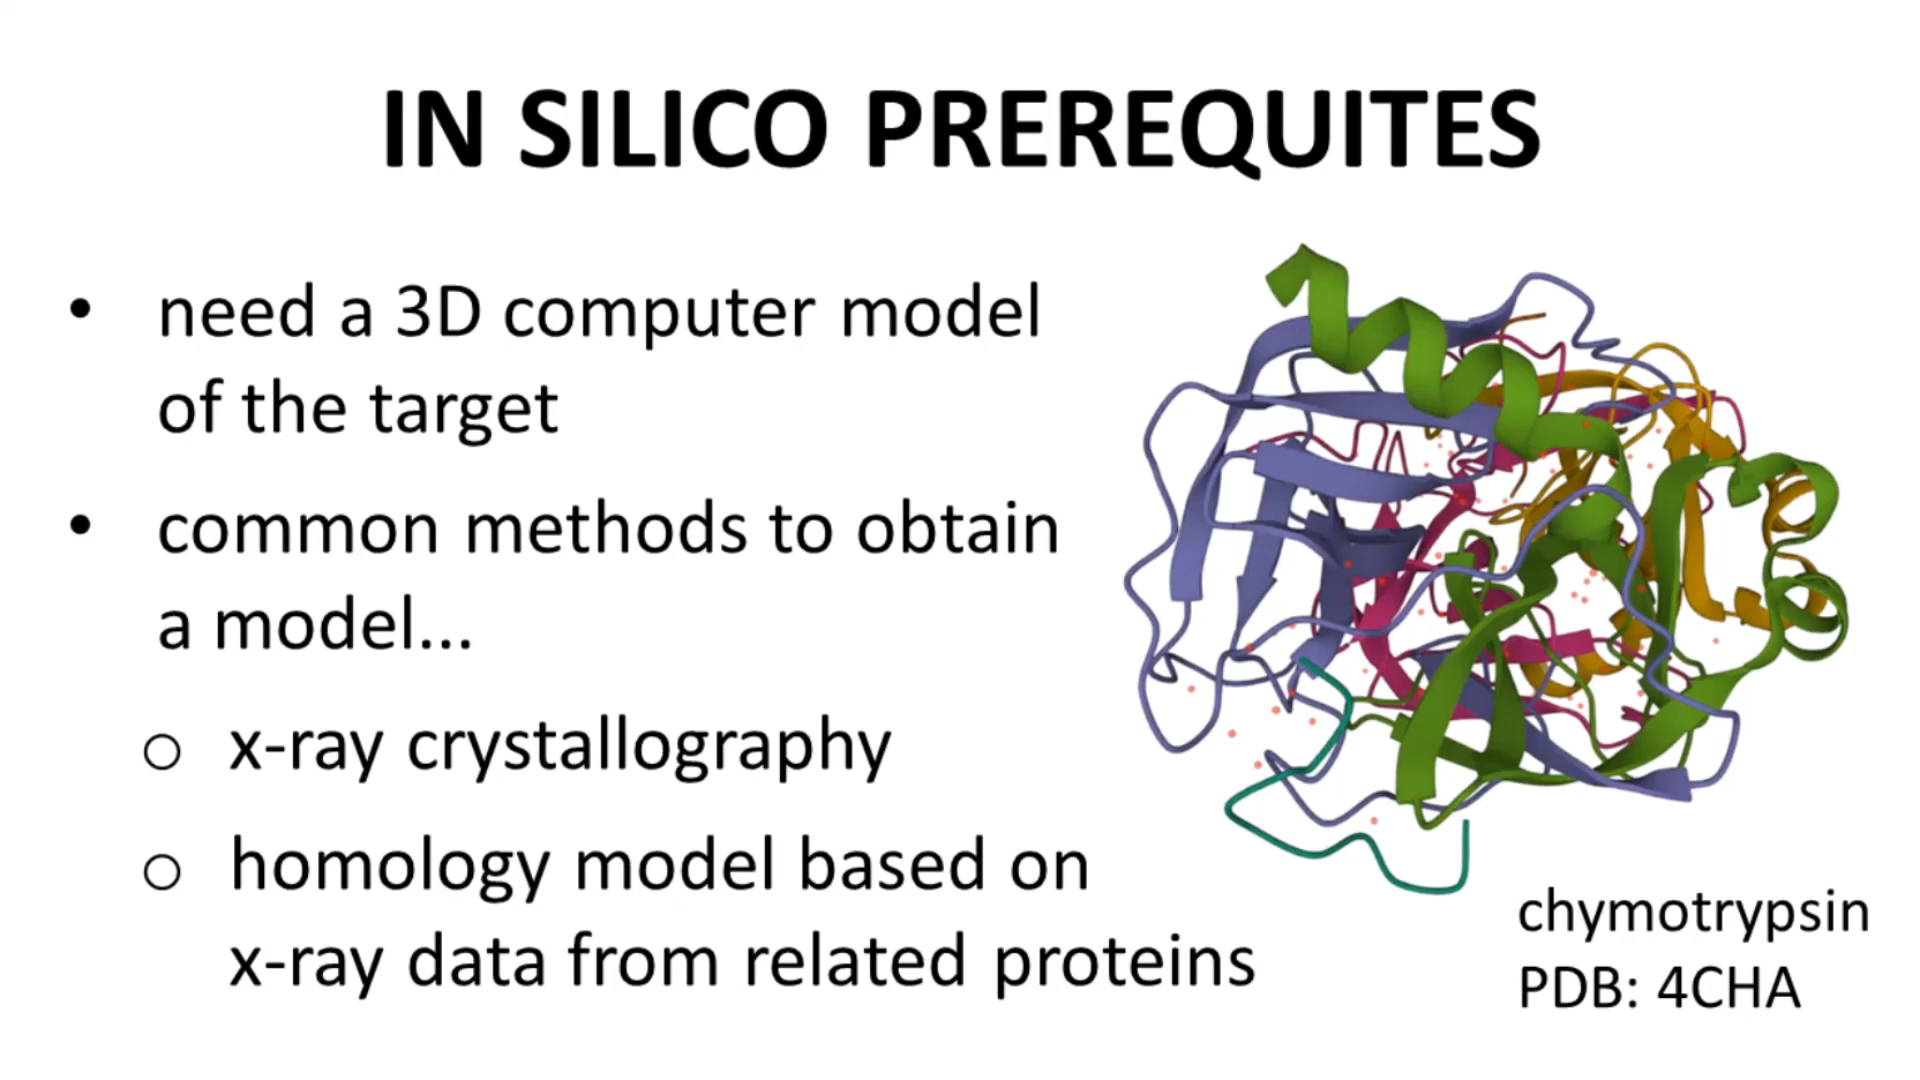 IN SILICO PREREQUITES
• need a 3D computer model
of the target
• common methods to obtain
a model...
o x-ray crystallography
o homology model based on
x-ray data from related proteins
chymotrypsin
PDB: 4CHA